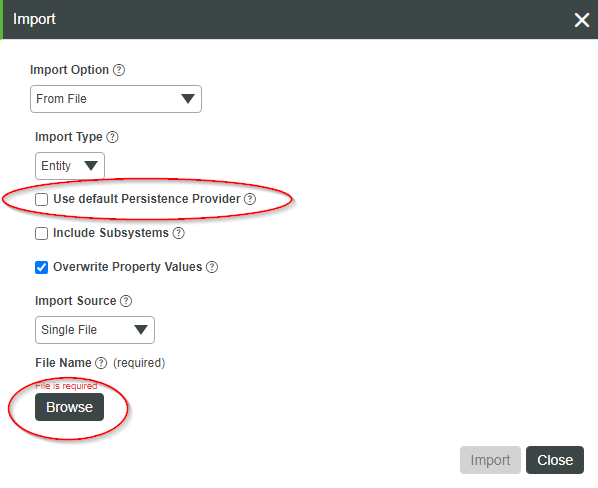 Import
Import Option ?
From File
Import Type ?
Entity
Use default Persistence Provider ?
Include Subsystems ?
Overwrite Property Values ?
Import Source ?
Single File
File Name ? (required)
File is required
Browse
Import Close